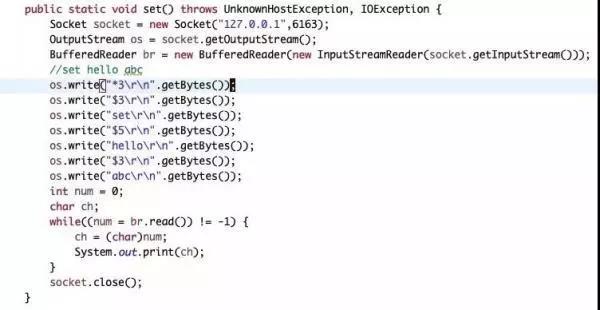 public static void set() throws UnknownHostException, IOException {
    Socket socket = new Socket("127.0.0.1",6163);
    OutputStream os = socket.getOutputStream();
    BufferedReader br = new BufferedReader(new InputStreamReader(socket.getInputStream()));
    //set hello abc
    os.write("*3\r\n".getBytes());
    os.write("$3\r\n".getBytes());
    os.write("set\r\n".getBytes());
    os.write("$5\r\n".getBytes());
    os.write("hello\r\n".getBytes());
    os.write("$3\r\n".getBytes());
    os.write("abc\r\n".getBytes());
    int num = 0;
    char ch;
    while((num = br.read()) != -1) {
        ch = (char)num;
        System.out.print(ch);
    }
    socket.close();
}